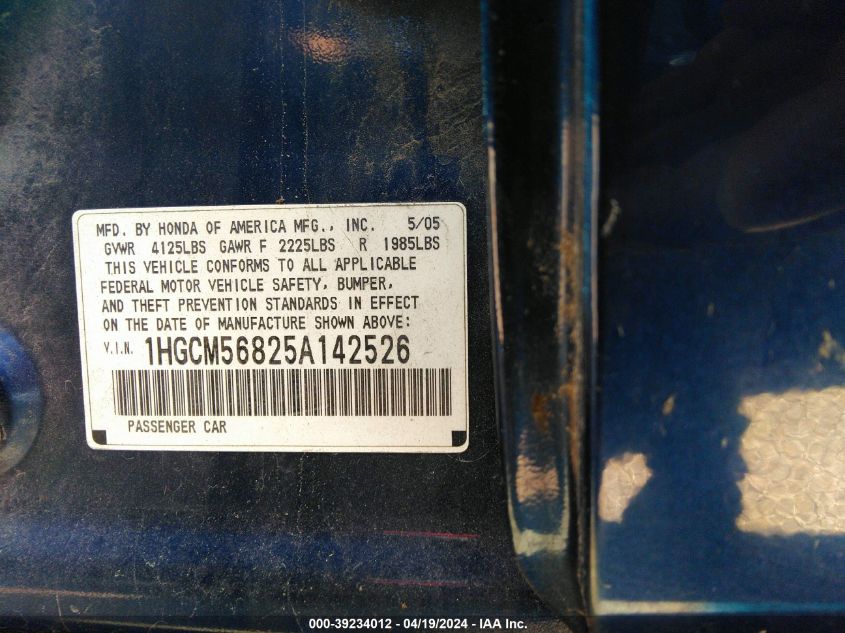 MFD. BY HONDA OF AMERICA MFG., INC. 5/05
GVWR 4125LBS GAWR F 2225LBS R 1985LBS
THIS VEHICLE CONFORMS TO ALL APPLICABLE
FEDERAL MOTOR VEHICLE SAFETY, BUMPER,
AND THEFT PREVENTION STANDARDS IN EFFECT
ON THE DATE OF MANUFACTURE SHOWN ABOVE:
V.I.N. 1HGCM56825A142526
PASSENGER CAR
000-39234012 - 04/19/2024 - IAA Inc.